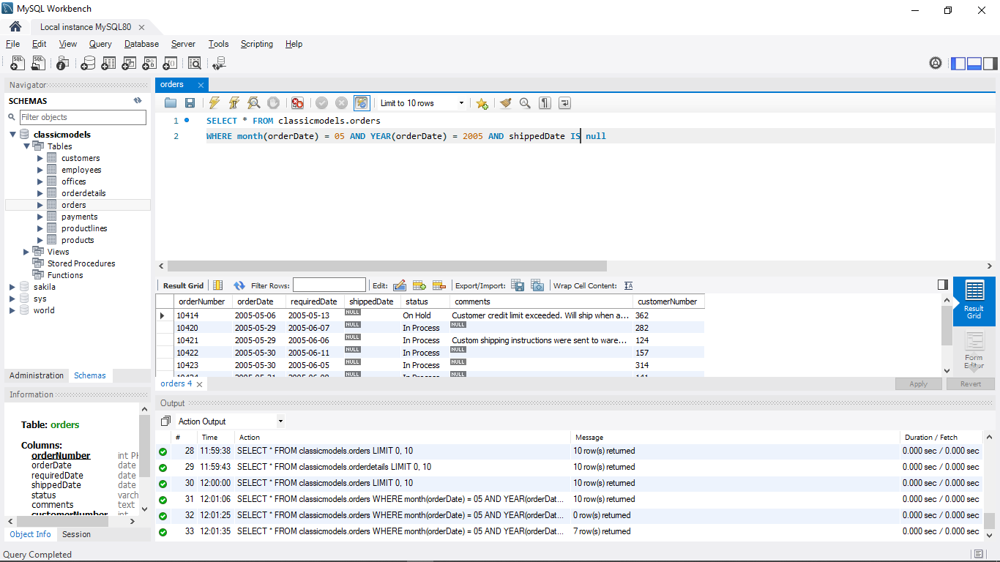 MySQL Workbench
Local instance MySQL80
File Edit View Query Database Server Tools Scripting Help
Navigator
SCHEMAS
Filter objects
classicmodels
Tables
customers
employees
offices
orderdetails
orders
payments
productlines
products
Views
Stored Procedures
Functions
sakila
sys
world
Administration Schemas
Information
Table: orders
Columns:
orderNumber int PK
orderDate date
requiredDate date
shippedDate date
status varch
comments text
customerNumber int
Object Info Session
orders
Limit to 10 rows
1 SELECT * FROM classicmodels.orders
2 WHERE month(orderDate) = 05 AND YEAR(orderDate) = 2005 AND shippedDate IS null
Result Grid Filter Rows: Edit: Export/Import: Wrap Cell Content:
orderNumber orderDate requiredDate shippedDate status comments customerNumber
10414 2005-05-06 2005-05-13 NULL On Hold Customer credit limit exceeded. Will ship when a... 362
10420 2005-05-29 2005-06-07 NULL In Process NULL 282
10421 2005-05-29 2005-06-06 NULL In Process Custom shipping instructions were sent to ware... 124
10422 2005-05-30 2005-06-11 NULL In Process NULL 157
10423 2005-05-30 2005-06-05 NULL In Process NULL 314
10424 2005-05-31 2005-06-08 NULL In Process NULL 141
Result Grid
Form Editor
orders 4
Apply Revert
Output
Action Output
# Time Action Message Duration / Fetch
28 11:59:38 SELECT * FROM classicmodels.orders LIMIT 0, 10 10 row(s) returned 0.000 sec / 0.000 sec
29 11:59:43 SELECT * FROM classicmodels.orderdetails LIMIT 0, 10 10 row(s) returned 0.000 sec / 0.000 sec
30 12:00:00 SELECT * FROM classicmodels.orders LIMIT 0, 10 10 row(s) returned 0.000 sec / 0.000 sec
31 12:01:06 SELECT * FROM classicmodels.orders WHERE month(orderDate) = 05 AND YEAR(orderDat... 10 row(s) returned 0.000 sec / 0.000 sec
32 12:01:25 SELECT * FROM classicmodels.orders WHERE month(orderDate) = 05 AND YEAR(orderDat... 0 row(s) returned 0.000 sec / 0.000 sec
33 12:01:35 SELECT * FROM classicmodels.orders WHERE month(orderDate) = 05 AND YEAR(orderDat... 7 row(s) returned 0.000 sec / 0.000 sec
Query Completed